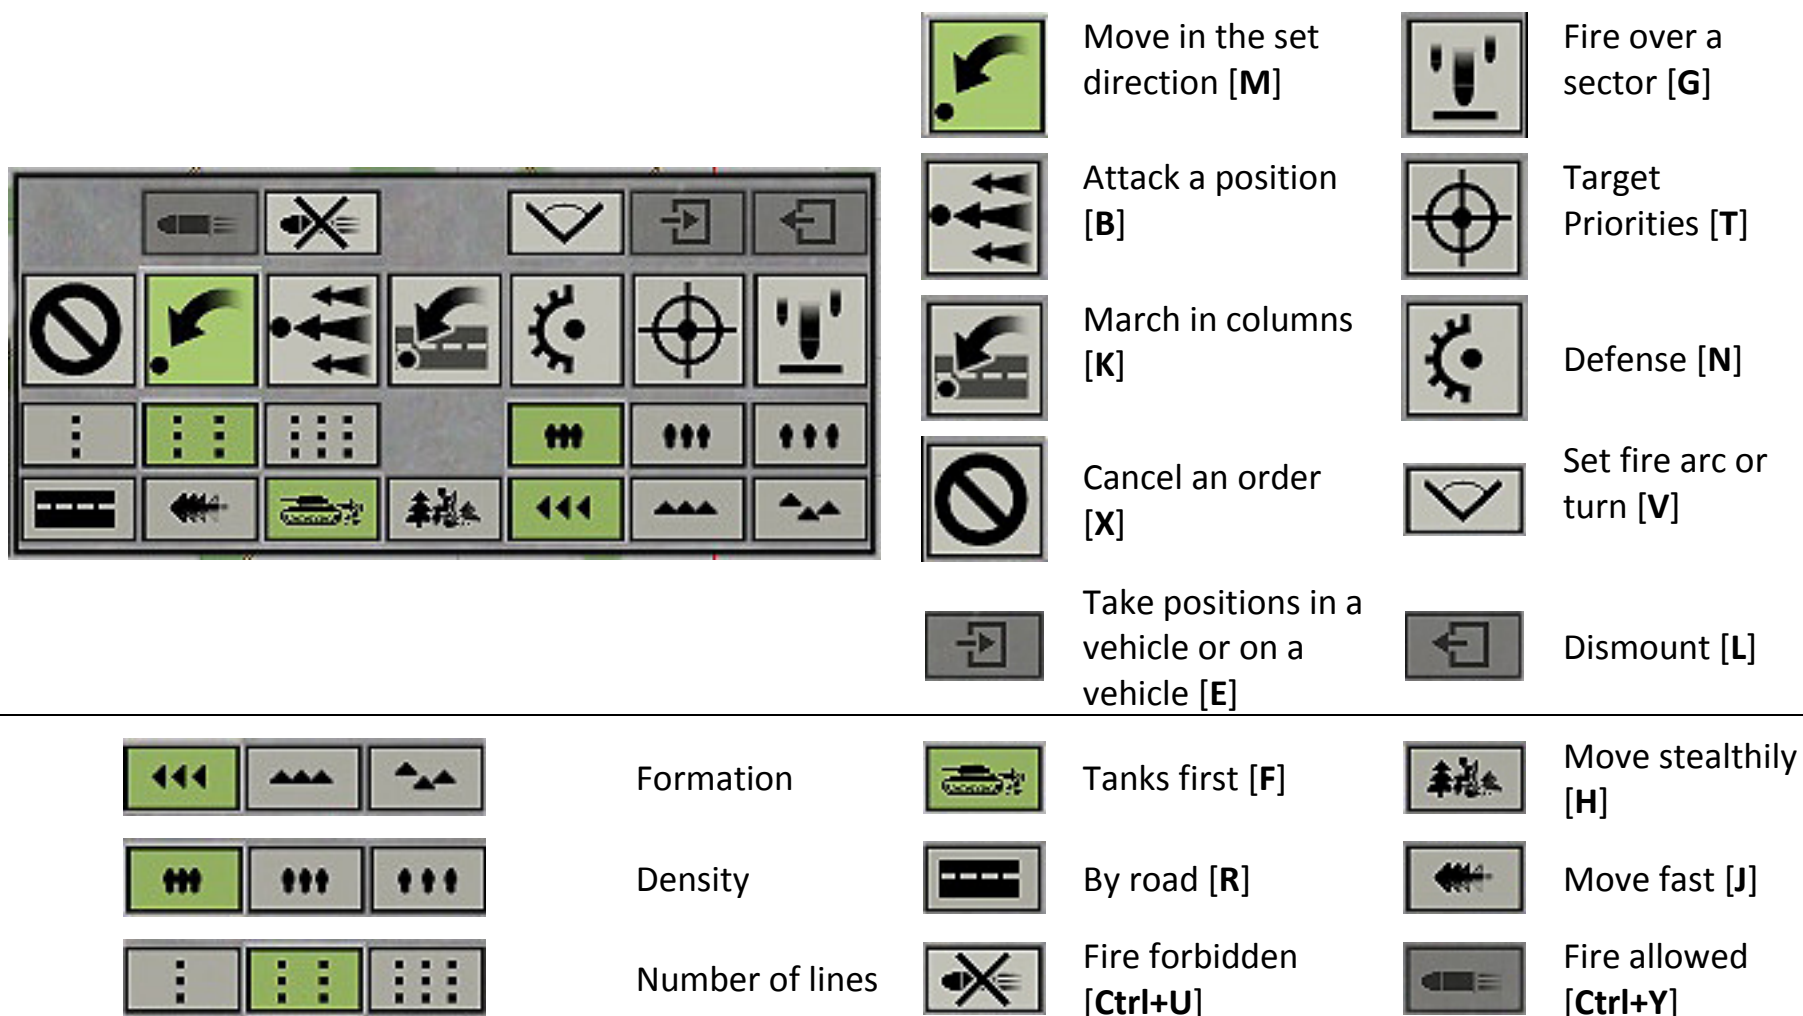 Move in the set
direction [M]
Fire over a
sector [G]
Attack a position
[B]
Target
Priorities [T]
March in columns
[K]
Defense [N]
Cancel an order
[X]
Set fire arc or
turn [V]
Take positions in a
vehicle or on a
vehicle [E]
Dismount [L]
Formation
Tanks first [F]
Move stealthily
[H]
Density
By road [R]
Move fast [J]
Number of lines
Fire forbidden
[Ctrl+U]
Fire allowed
[Ctrl+Y]